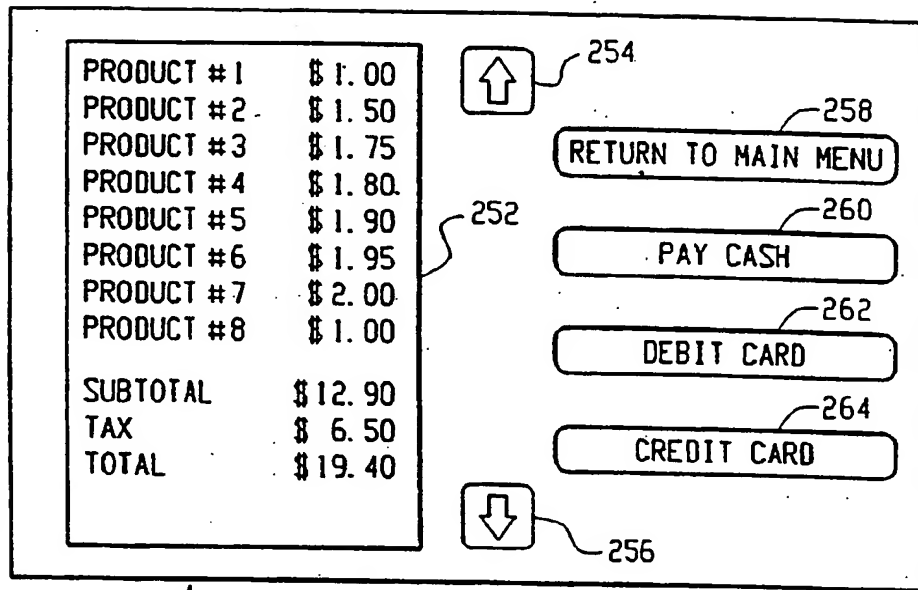 PRODUCT #1 $ 1.00
PRODUCT #2 $ 1.50
PRODUCT #3 $ 1.75
PRODUCT #4 $ 1.80
PRODUCT #5 $ 1.90
PRODUCT #6 $ 1.95
PRODUCT #7 $ 2.00
PRODUCT #8 $ 1.00
SUBTOTAL $12.90
TAX $ 6.50
TOTAL $19.40
252
254
258
RETURN TO MAIN MENU
260
PAY CASH
262
DEBIT CARD
264
CREDIT CARD
256